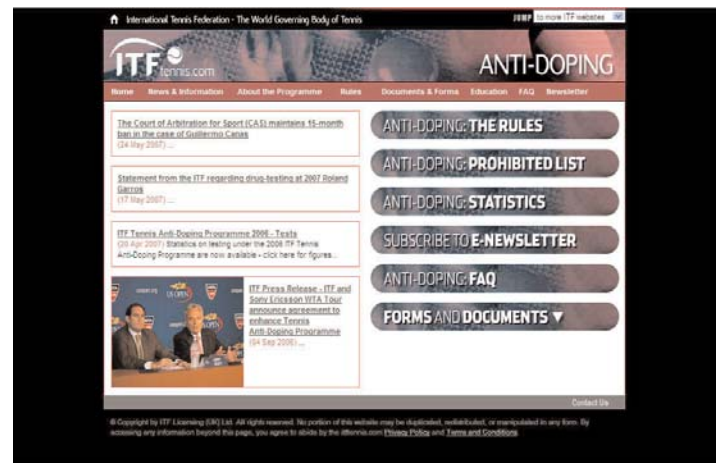 International Tennis Federation - The World Governing Body of Tennis
JUMP to more ITF websites
ITF
tennis.com
ANTI-DOPING
Home News & Information About the Programme Rules Documents & Forms Education FAQ Newsletter
The Court of Arbitration for Sport (CAS) maintains 15-month
ban in the case of Guillermo Canas
(24 May 2007) ...
Statement from the ITF regarding drug-testing at 2007 Roland
Garros
(17 May 2007) ...
ITF Tennis Anti-Doping Programme 2006 - Tests
(20 Apr 2007) Statistics on testing under the 2006 ITF Tennis
Anti-Doping Programme are now available - click here for figures...
US OPEN
ITF Press Release - ITF and
Sony Ericsson WTA Tour
announce agreement to
enhance Tennis
Anti-Doping Programme
(04 Sep 2006) ...
ANTI-DOPING: THE RULES
ANTI-DOPING: PROHIBITED LIST
ANTI-DOPING: STATISTICS
SUBSCRIBE TO E-NEWSLETTER
ANTI-DOPING: FAQ
FORMS AND DOCUMENTS ▼
Contact Us
© Copyright by ITF Licensing (UK) Ltd. All rights reserved. No portion of this website may be duplicated, redistributed, or manipulated in any form. By
accessing any information beyond this page, you agree to abide by the itftennis.com Privacy Policy and Terms and Conditions.